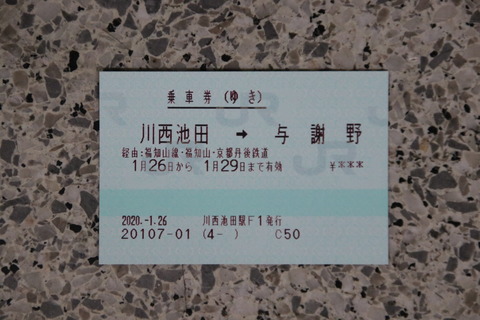 乗車券(ゆき)
川西池田 → 与謝野
経由:福知山線・福知山・京都丹後鉄道
1月26日から 1月29日まで有効 ¥***
2020.-1.26 川西池田駅F1発行
20107-01 (4- ) C50